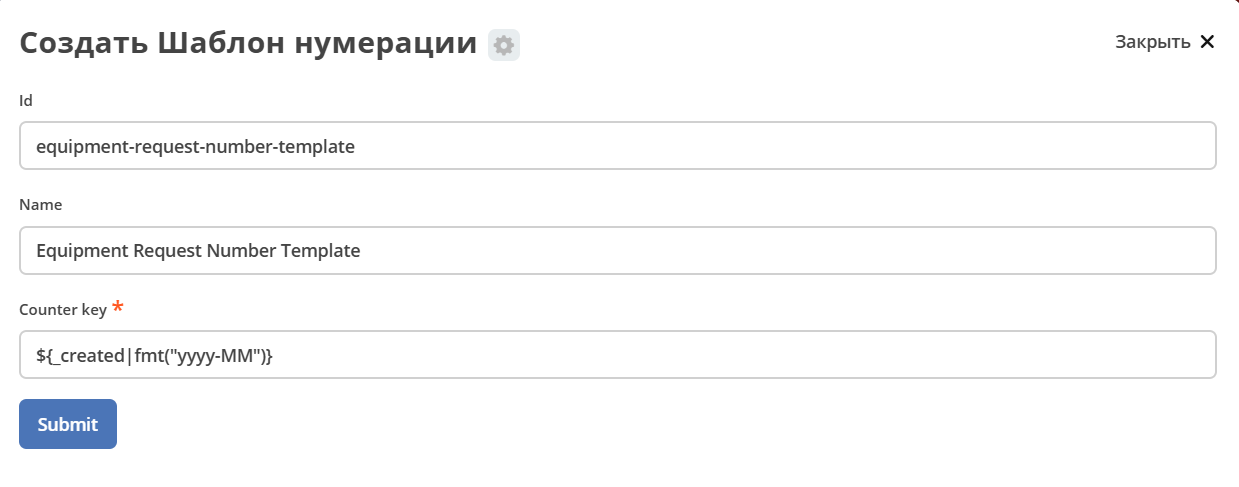 Создать Шаблон нумерации
Закрыть
Id
equipment-request-number-template
Name
Equipment Request Number Template
Counter key *
${_created|fmt("yyyy-MM")}
Submit